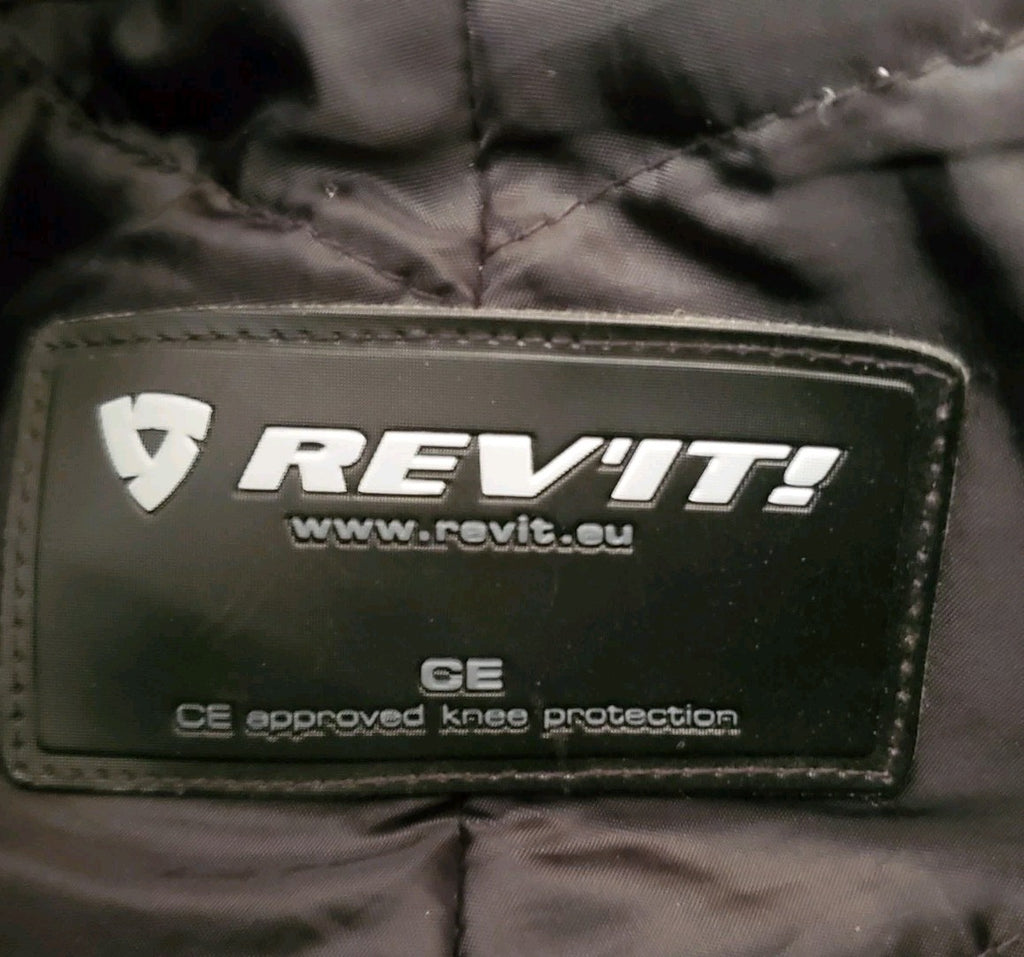 REV'IT!
www.revit.eu
CE
CE approved knee protection